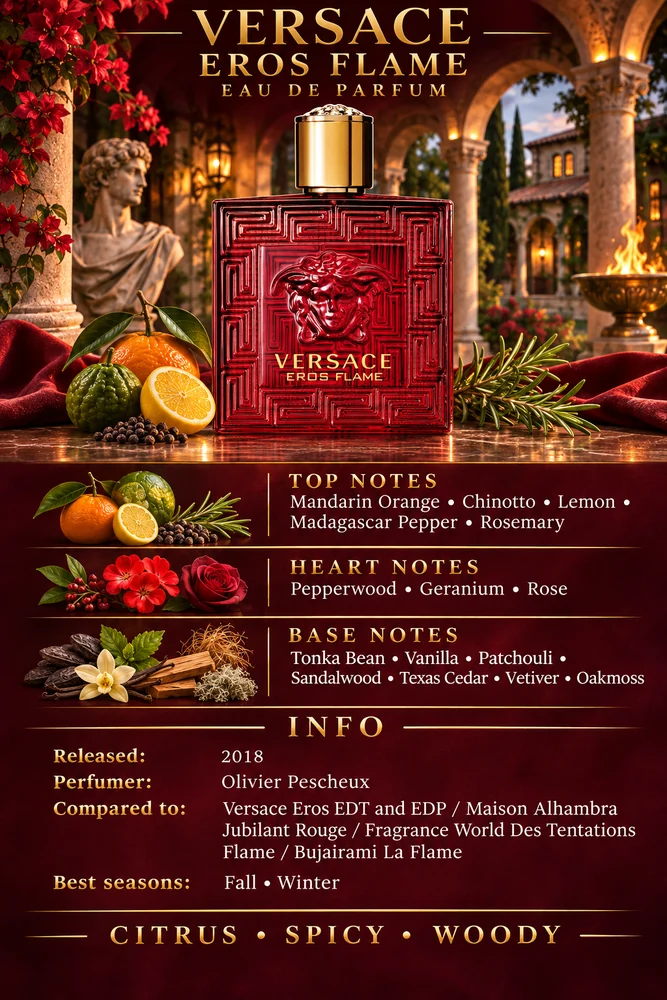 VERSACE
EROS FLAME
EAU DE PARFUM
VERSACE
EROS FLAME
TOP NOTES
Mandarin Orange • Chinotto • Lemon •
Madagascar Pepper • Rosemary
HEART NOTES
Pepperwood • Geranium • Rose
BASE NOTES
Tonka Bean • Vanilla • Patchouli •
Sandalwood • Texas Cedar • Vetiver • Oakmoss
INFO
Released: 2018
Perfumer: Olivier Pescheux
Compared to: Versace Eros EDT and EDP / Maison Alhambra
Jubilant Rouge / Fragrance World Des Tentations
Flame / Bujairami La Flame
Best seasons: Fall • Winter
CITRUS • SPICY • WOODY